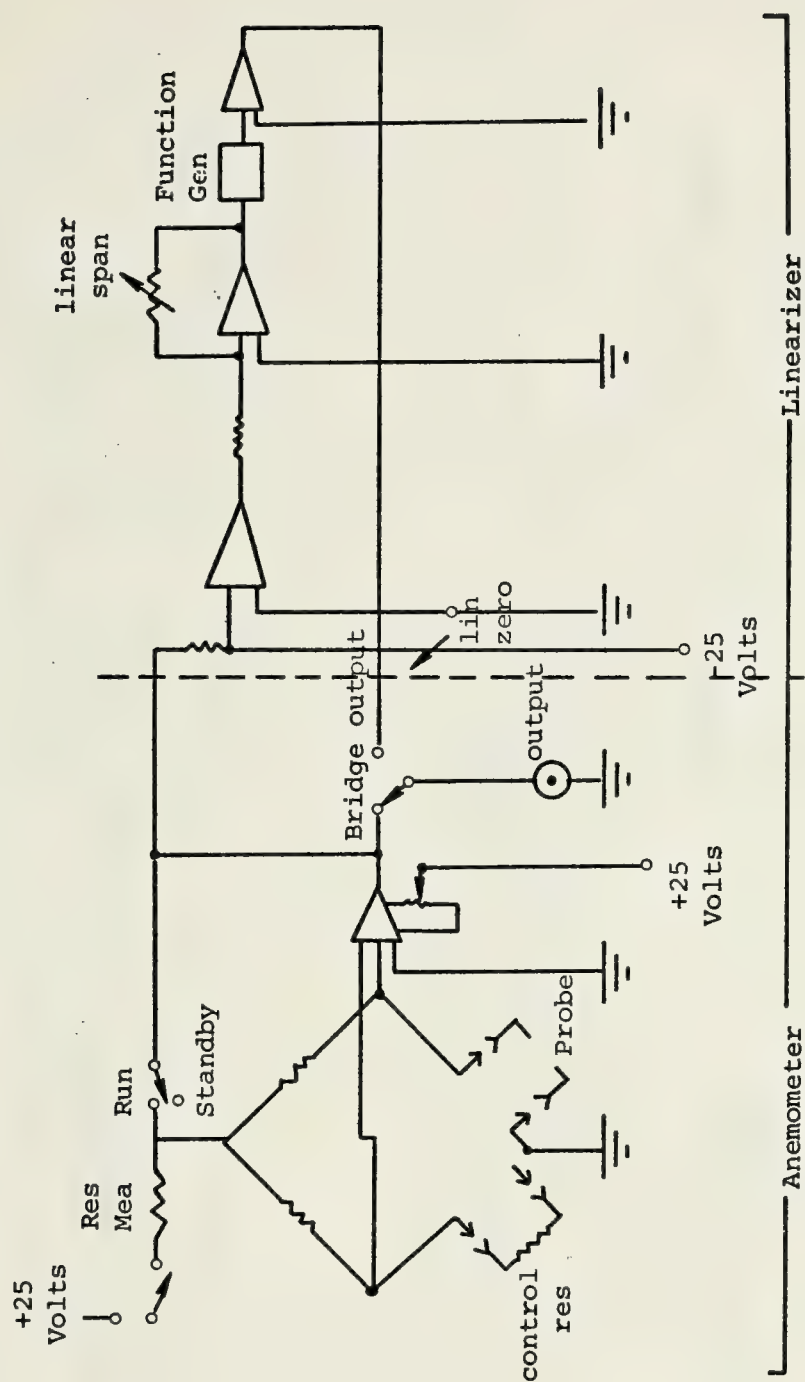 +25
Volts
Res
Mea
Run
Standby
linear
span
Function
Gen
Bridge output
lin
zero
output
Probe
control
res
+25
Volts
-25
Volts
Anemometer
Linearizer